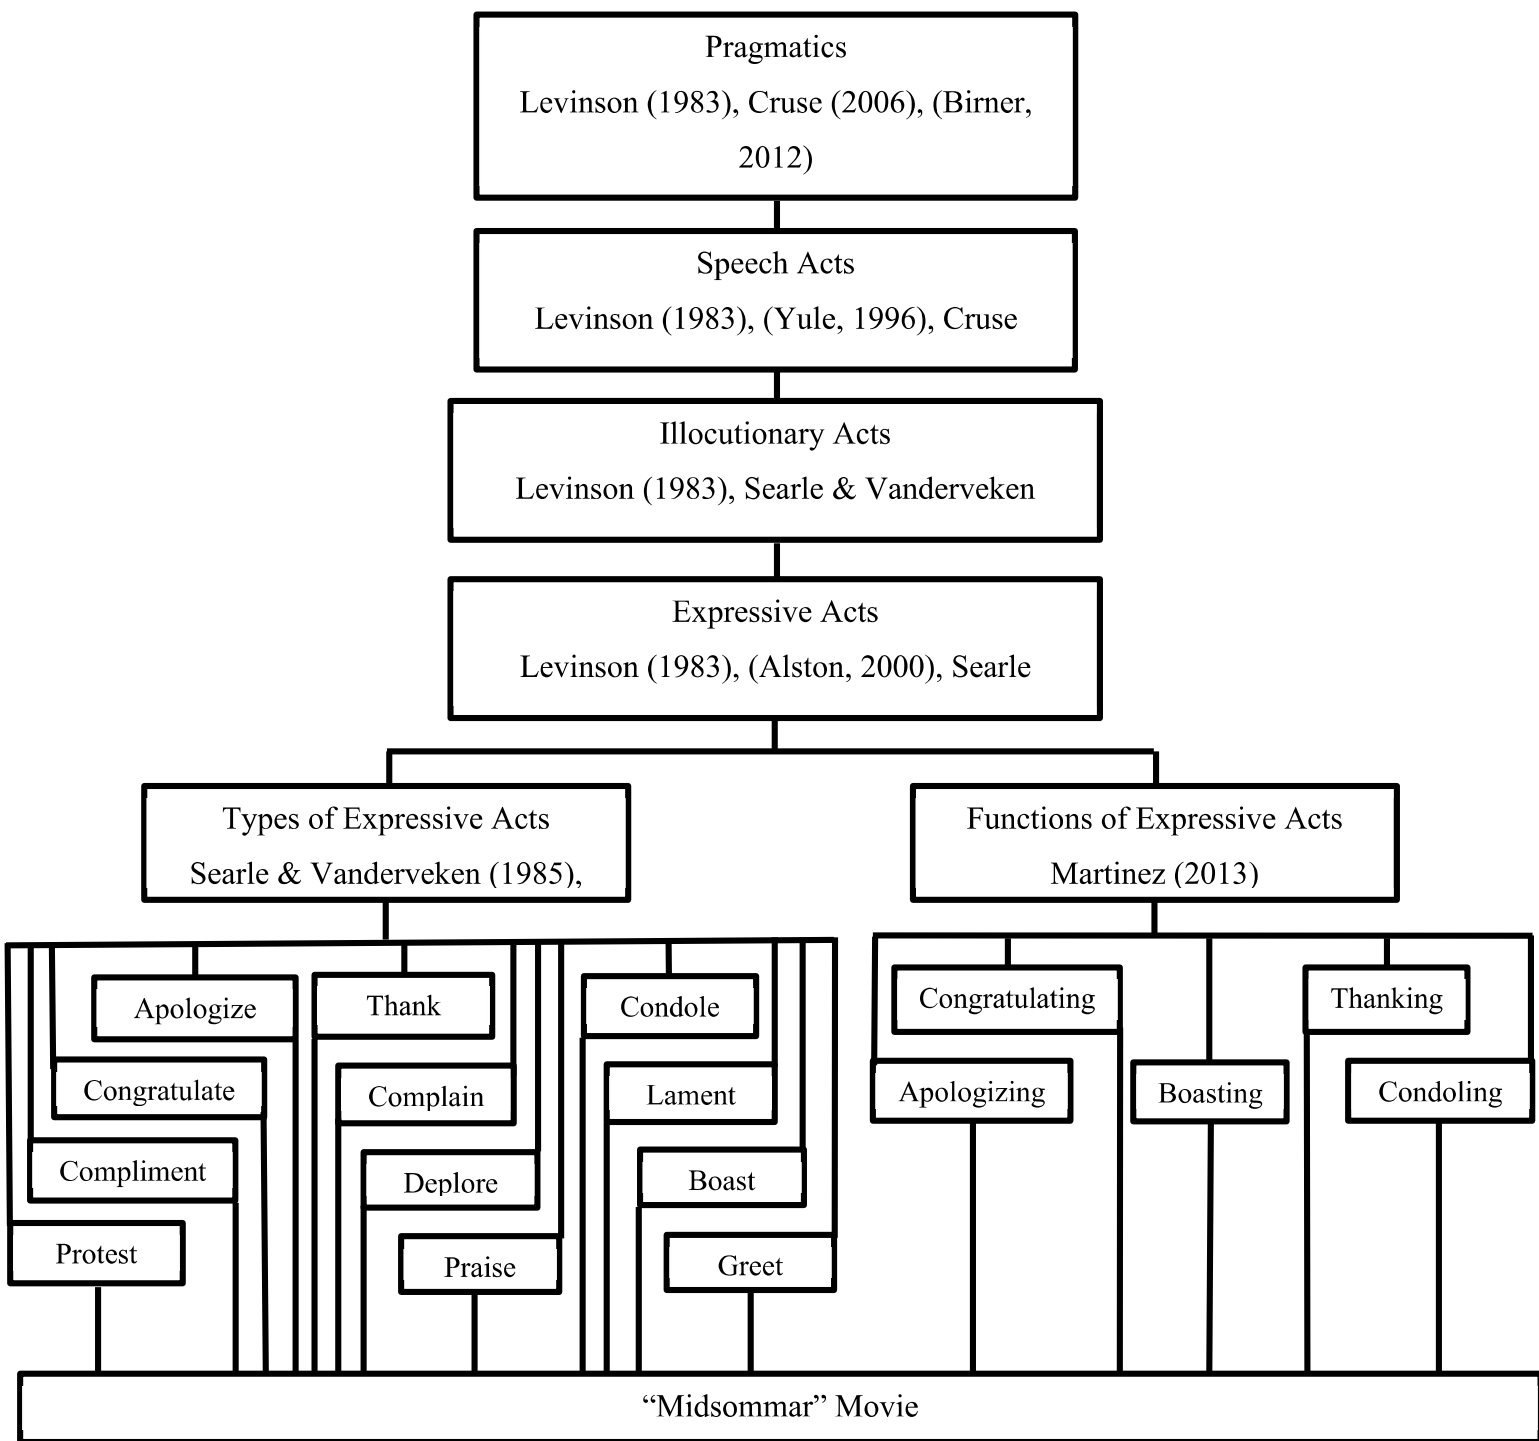 Pragmatics
Levinson (1983), Cruse (2006), (Birner,
2012)
Speech Acts
Levinson (1983), (Yule, 1996), Cruse
Illocutionary Acts
Levinson (1983), Searle & Vanderveken
Expressive Acts
Levinson (1983), (Alston, 2000), Searle
Types of Expressive Acts
Searle & Vanderveken (1985),
Functions of Expressive Acts
Martinez (2013)
Apologize
Thank
Condole
Congratulate
Complain
Lament
Compliment
Deplore
Boast
Protest
Praise
Greet
Congratulating
Thanking
Apologizing
Boasting
Condoling
“Midsommar” Movie